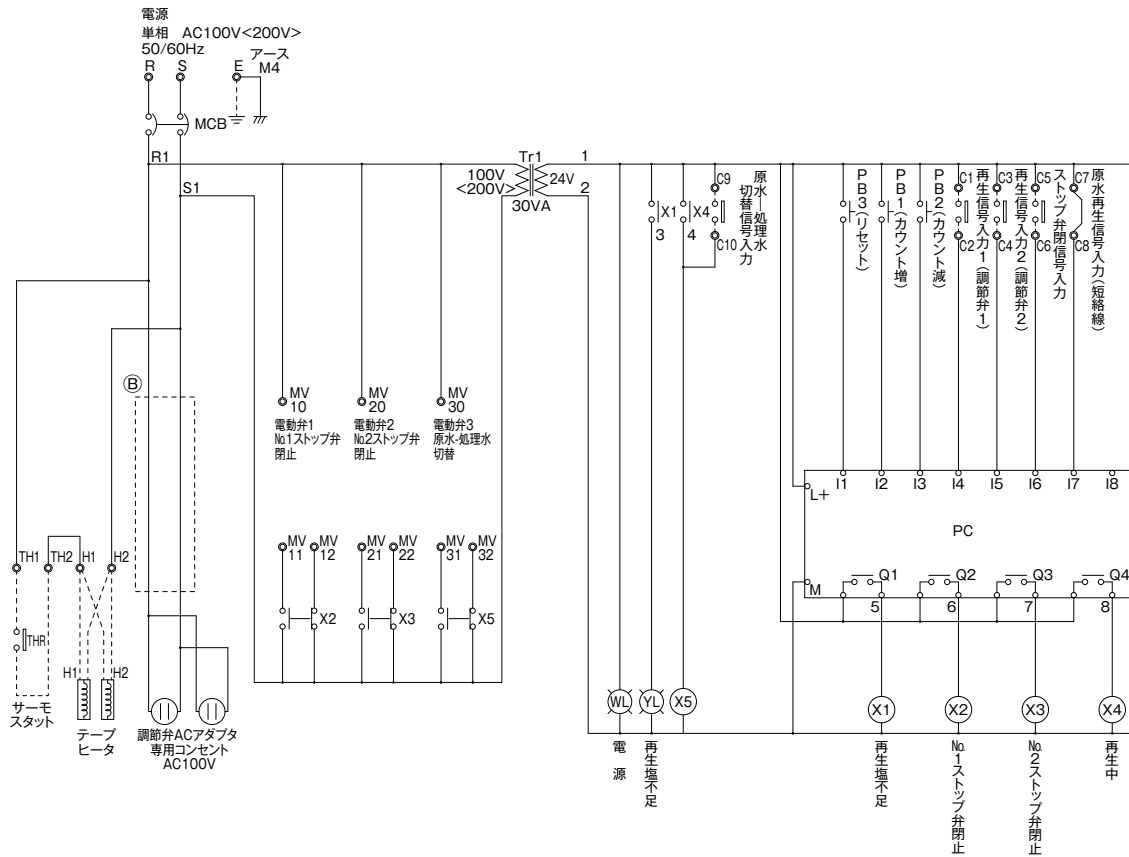 電源
単相 AC100V<200V>
50/60Hz
アース
R S E M4
MCB
R1
S1
Tr1
100V
<200V>
24V
30VA
1
2
X1
3
X4
4
C9
C10
原水―処理水
切替信号入力
PB3(リセット)
PB1(カウント増)
PB2(カウント減)
C1
C2
再生信号入力1(調節弁1)
C3
C4
再生信号入力2(調節弁2)
C5
C6
ストップ弁閉信号入力
C7
C8
原水再生信号入力(短絡線)
Ⓑ
MV
10
電動弁1
No.1ストップ弁
閉止
MV
20
電動弁2
No.2ストップ弁
閉止
MV
30
電動弁3
原水-処理水
切替
L+ I1 I2 I3 I4 I5 I6 I7 I8
PC
M Q1 Q2 Q3 Q4
5 6 7 8
TH1 TH2 H1 H2
MV
11
MV
12
MV
21
MV
22
MV
31
MV
32
X2 X3 X5
THR
H1 H2
サーモ
スタット
テープ
ヒータ
調節弁ACアダプタ
専用コンセント
AC100V
WL YL X5 X1 X2 X3 X4
電源
再生塩不足
再生塩不足
No.1ストップ弁閉止
No.2ストップ弁閉止
再生中